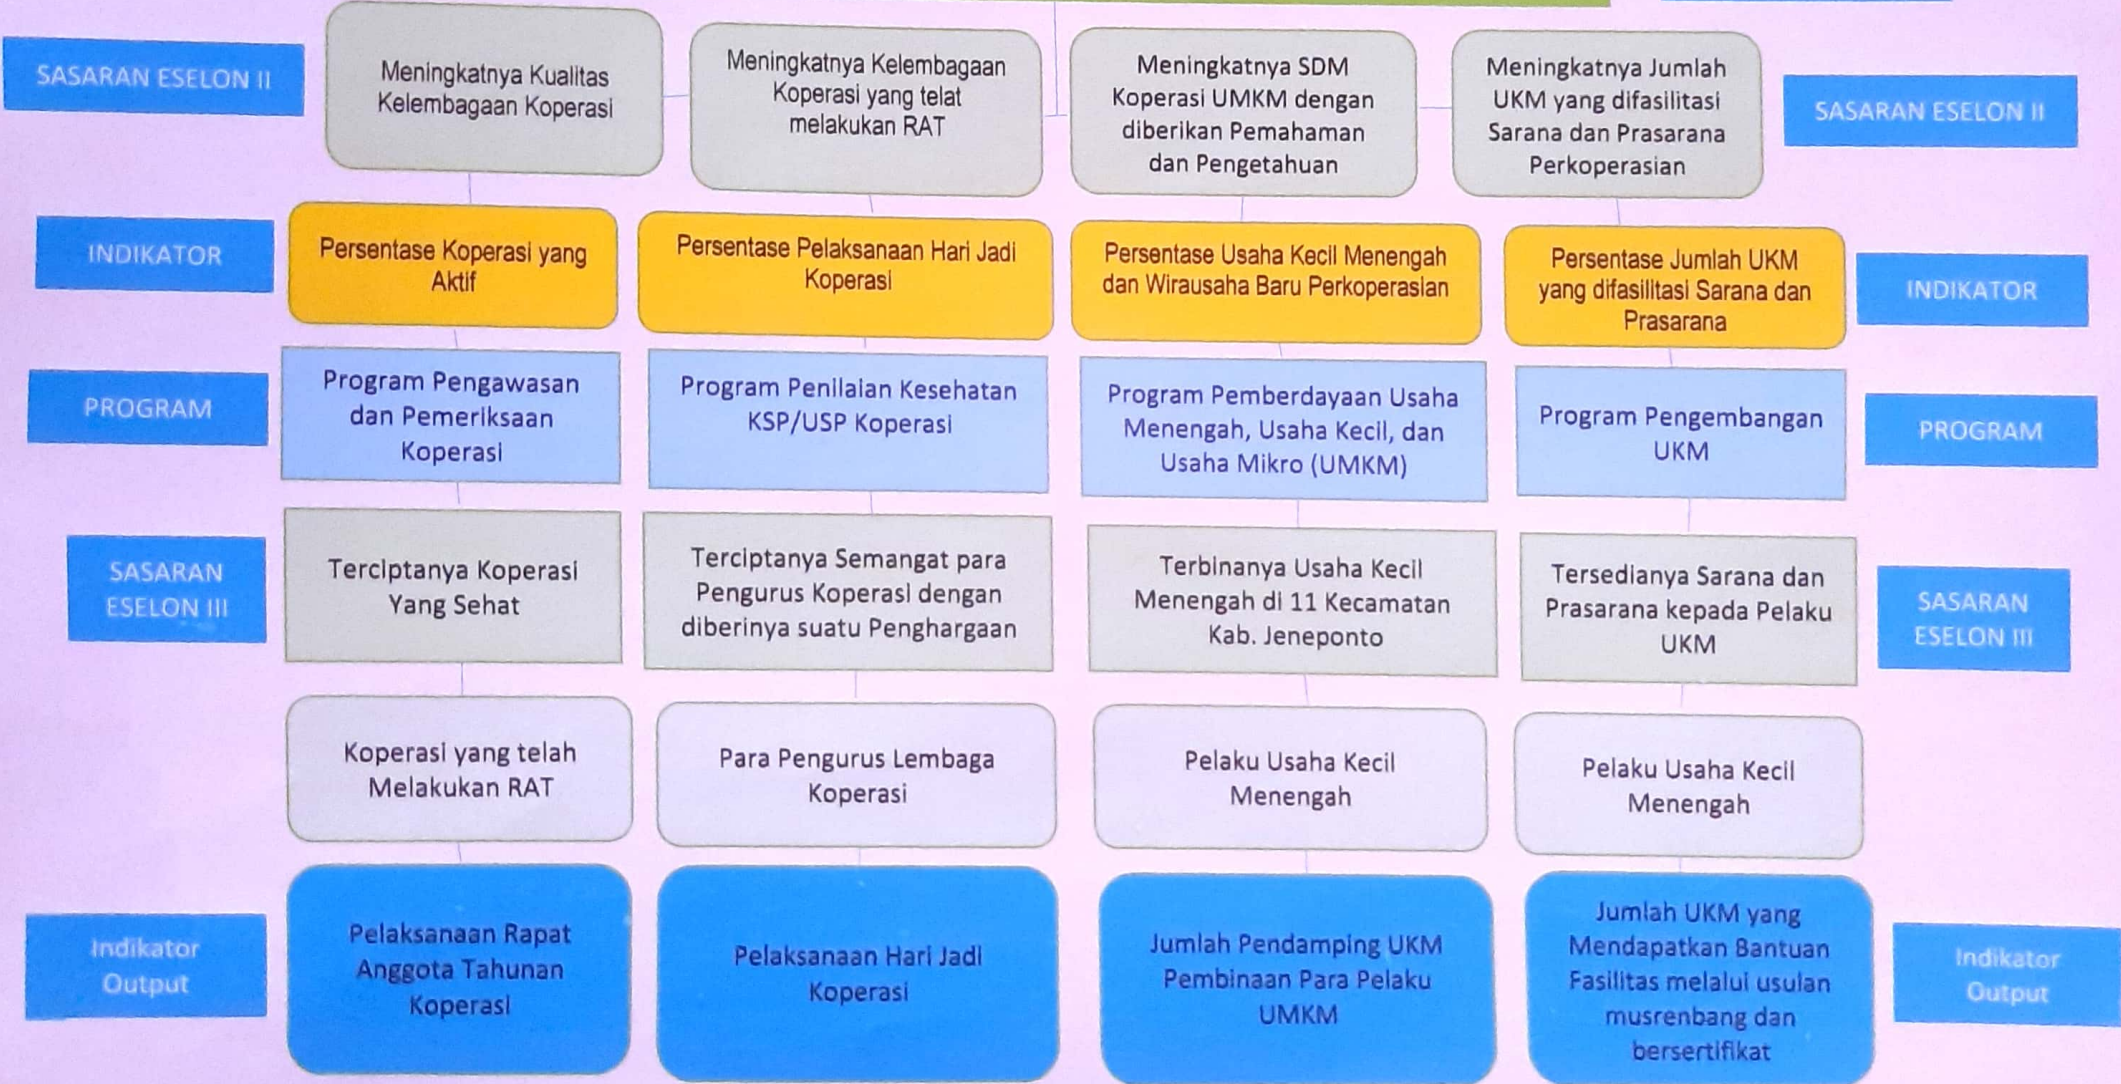 SASARAN ESELON II
Meningkatnya Kualitas
Kelembagaan Koperasi
Meningkatnya Kelembagaan
Koperasi yang telat
melakukan RAT
Meningkatnya SDM
Koperasi UMKM dengan
diberikan Pemahaman
dan Pengetahuan
Meningkatnya Jumlah
UKM yang difasilitasi
Sarana dan Prasarana
Perkoperasian
SASARAN ESELON II
INDIKATOR
Persentase Koperasi yang
Aktif
Persentase Pelaksanaan Hari Jadi
Koperasi
Persentase Usaha Kecil Menengah
dan Wirausaha Baru Perkoperasian
Persentase Jumlah UKM
yang difasilitasi Sarana dan
Prasarana
INDIKATOR
PROGRAM
Program Pengawasan
dan Pemeriksaan
Koperasi
Program Penilaian Kesehatan
KSP/USP Koperasi
Program Pemberdayaan Usaha
Menengah, Usaha Kecil, dan
Usaha Mikro (UMKM)
Program Pengembangan
UKM
PROGRAM
SASARAN
ESELON III
Terciptanya Koperasi
Yang Sehat
Terciptanya Semangat para
Pengurus Koperasi dengan
diberinya suatu Penghargaan
Terbinanya Usaha Kecil
Menengah di 11 Kecamatan
Kab. Jeneponto
Tersedianya Sarana dan
Prasarana kepada Pelaku
UKM
SASARAN
ESELON III
Koperasi yang telah
Melakukan RAT
Para Pengurus Lembaga
Koperasi
Pelaku Usaha Kecil
Menengah
Pelaku Usaha Kecil
Menengah
Indikator
Output
Pelaksanaan Rapat
Anggota Tahunan
Koperasi
Pelaksanaan Hari Jadi
Koperasi
Jumlah Pendamping UKM
Pembinaan Para Pelaku
UMKM
Jumlah UKM yang
Mendapatkan Bantuan
Fasilitas melalui usulan
musrenbang dan
bersertifikat
Indikator
Output